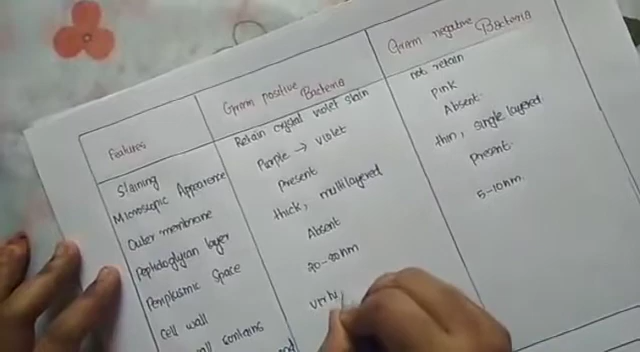 Features Gram positive Bacteria Gram negative Bacteria
Staining Retain crystal violet stain not retain
Microscopic Appearence Purple → violet pink
Outer membrane Present Absent.
Peptidoglycan layer thick, multilayered thin, single layered
Periplasmic Space Absent present.
Cell wall 20-80nm 5-10nm.
contains